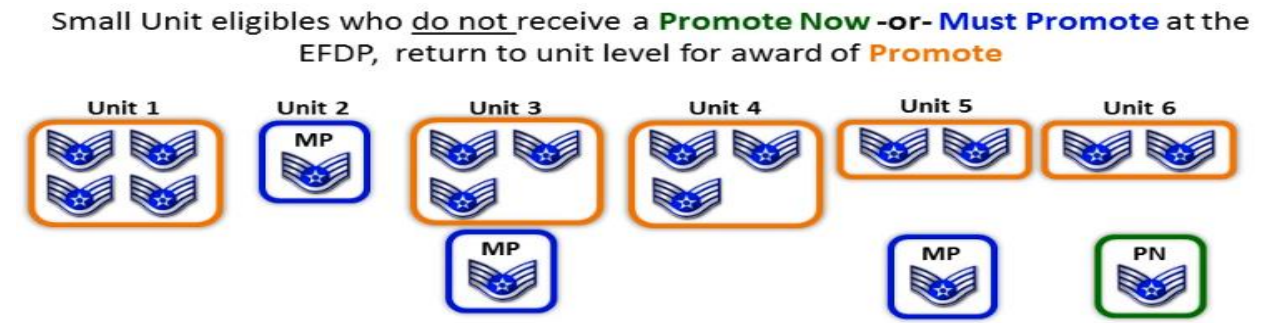 Small Unit eligibles who do not receive a Promote Now -or- Must Promote at the
EFDP, return to unit level for award of Promote
Unit 1 Unit 2 Unit 3 Unit 4 Unit 5 Unit 6
MP
MP MP PN